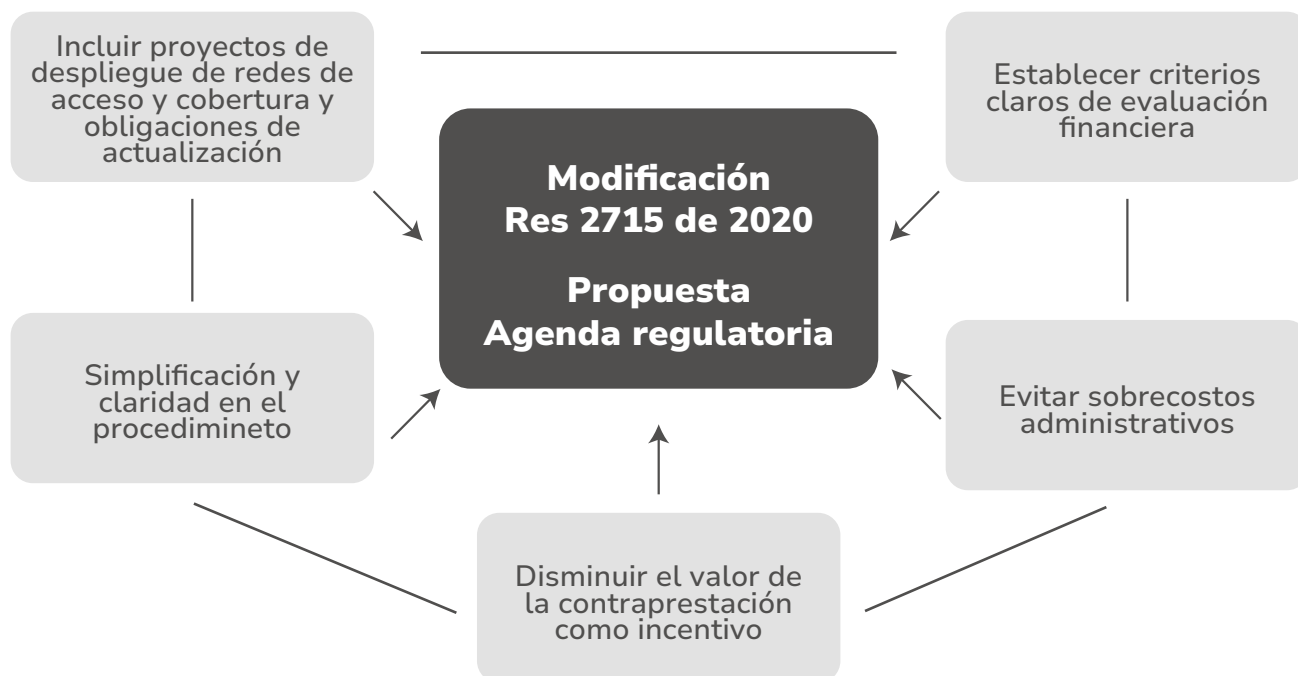 Incluir proyectos de
despliegue de redes de
acceso y cobertura y
obligaciones de
actualización
Establecer criterios
claros de evaluación
financiera
Modificación
Res 2715 de 2020
Propuesta
Agenda regulatoria
Simplificación y
claridad en el
procedimineto
Evitar sobrecostos
administrativos
Disminuir el valor de
la contraprestación
como incentivo